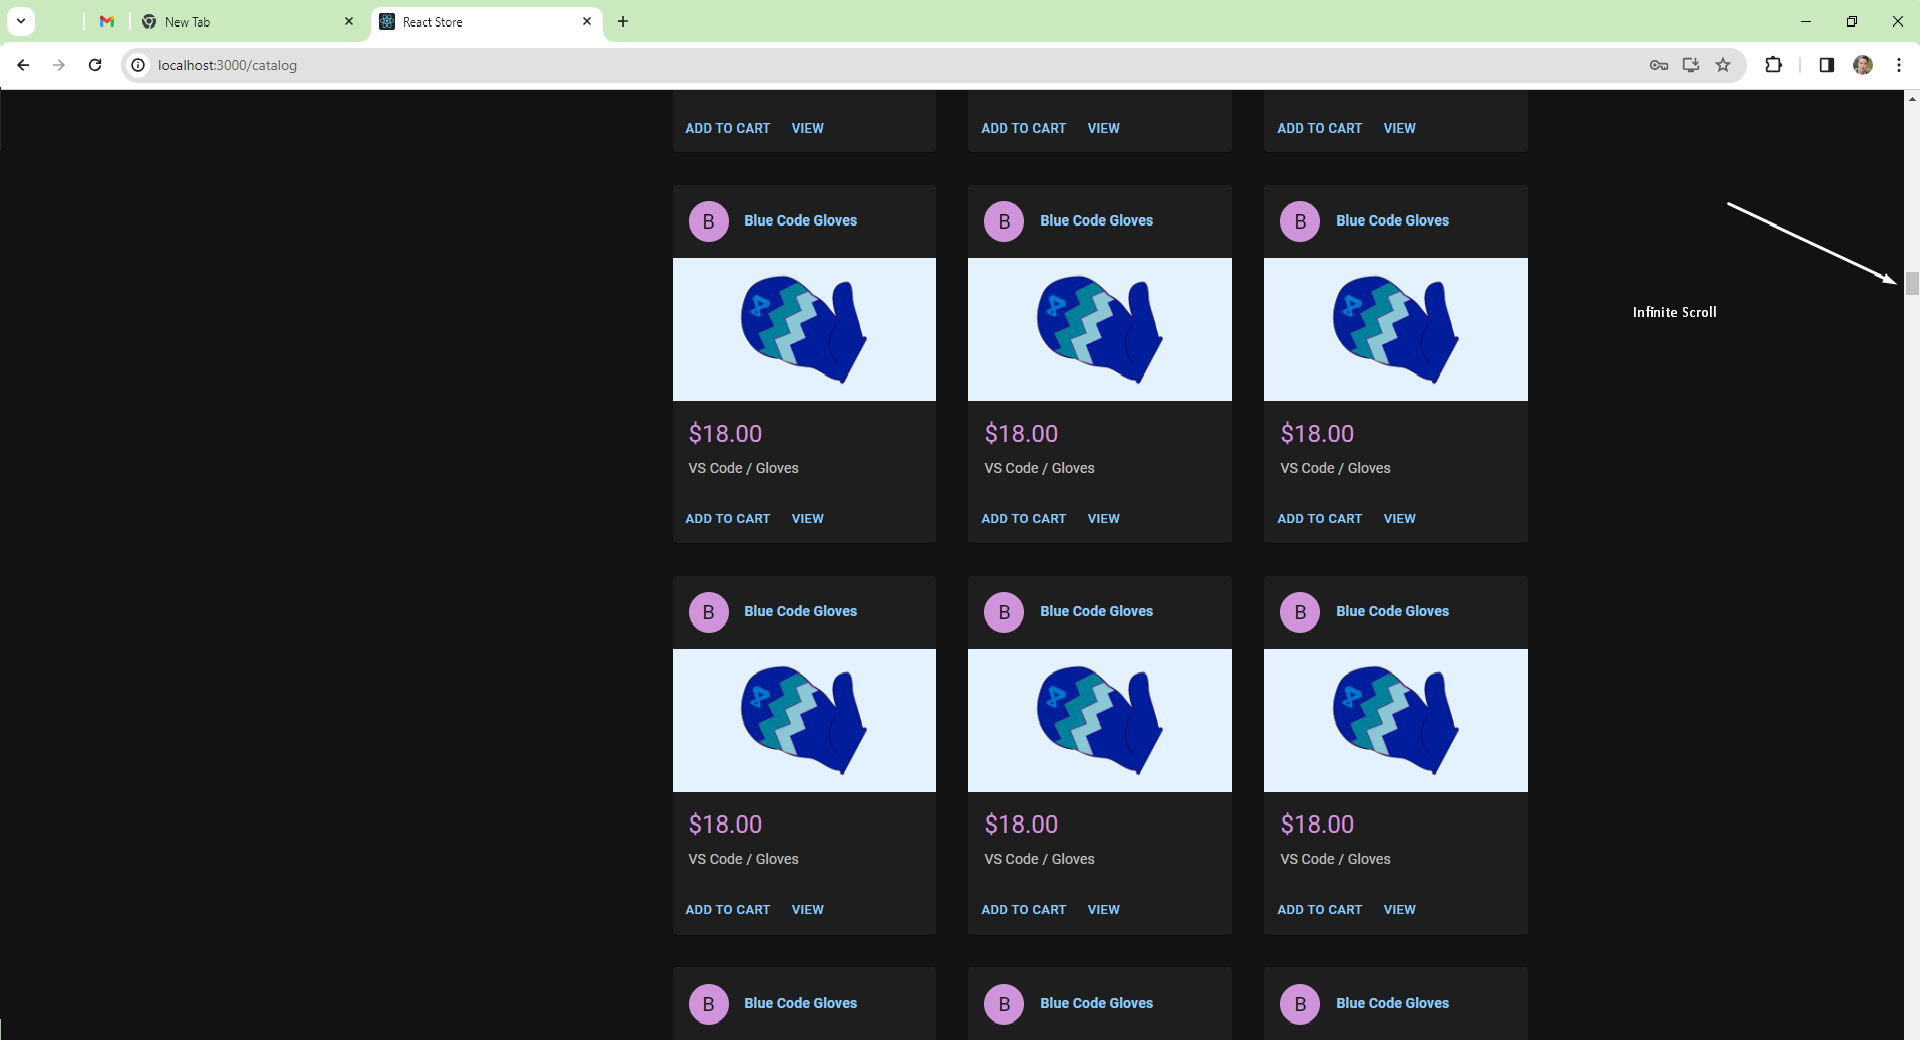 New Tab
React Store
localhost:3000/catalog
ADD TO CART VIEW ADD TO CART VIEW ADD TO CART VIEW
B Blue Code Gloves B Blue Code Gloves B Blue Code Gloves
Infinite Scroll
$18.00 $18.00 $18.00
VS Code / Gloves VS Code / Gloves VS Code / Gloves
ADD TO CART VIEW ADD TO CART VIEW ADD TO CART VIEW
B Blue Code Gloves B Blue Code Gloves B Blue Code Gloves
$18.00 $18.00 $18.00
VS Code / Gloves VS Code / Gloves VS Code / Gloves
ADD TO CART VIEW ADD TO CART VIEW ADD TO CART VIEW
B Blue Code Gloves B Blue Code Gloves B Blue Code Gloves